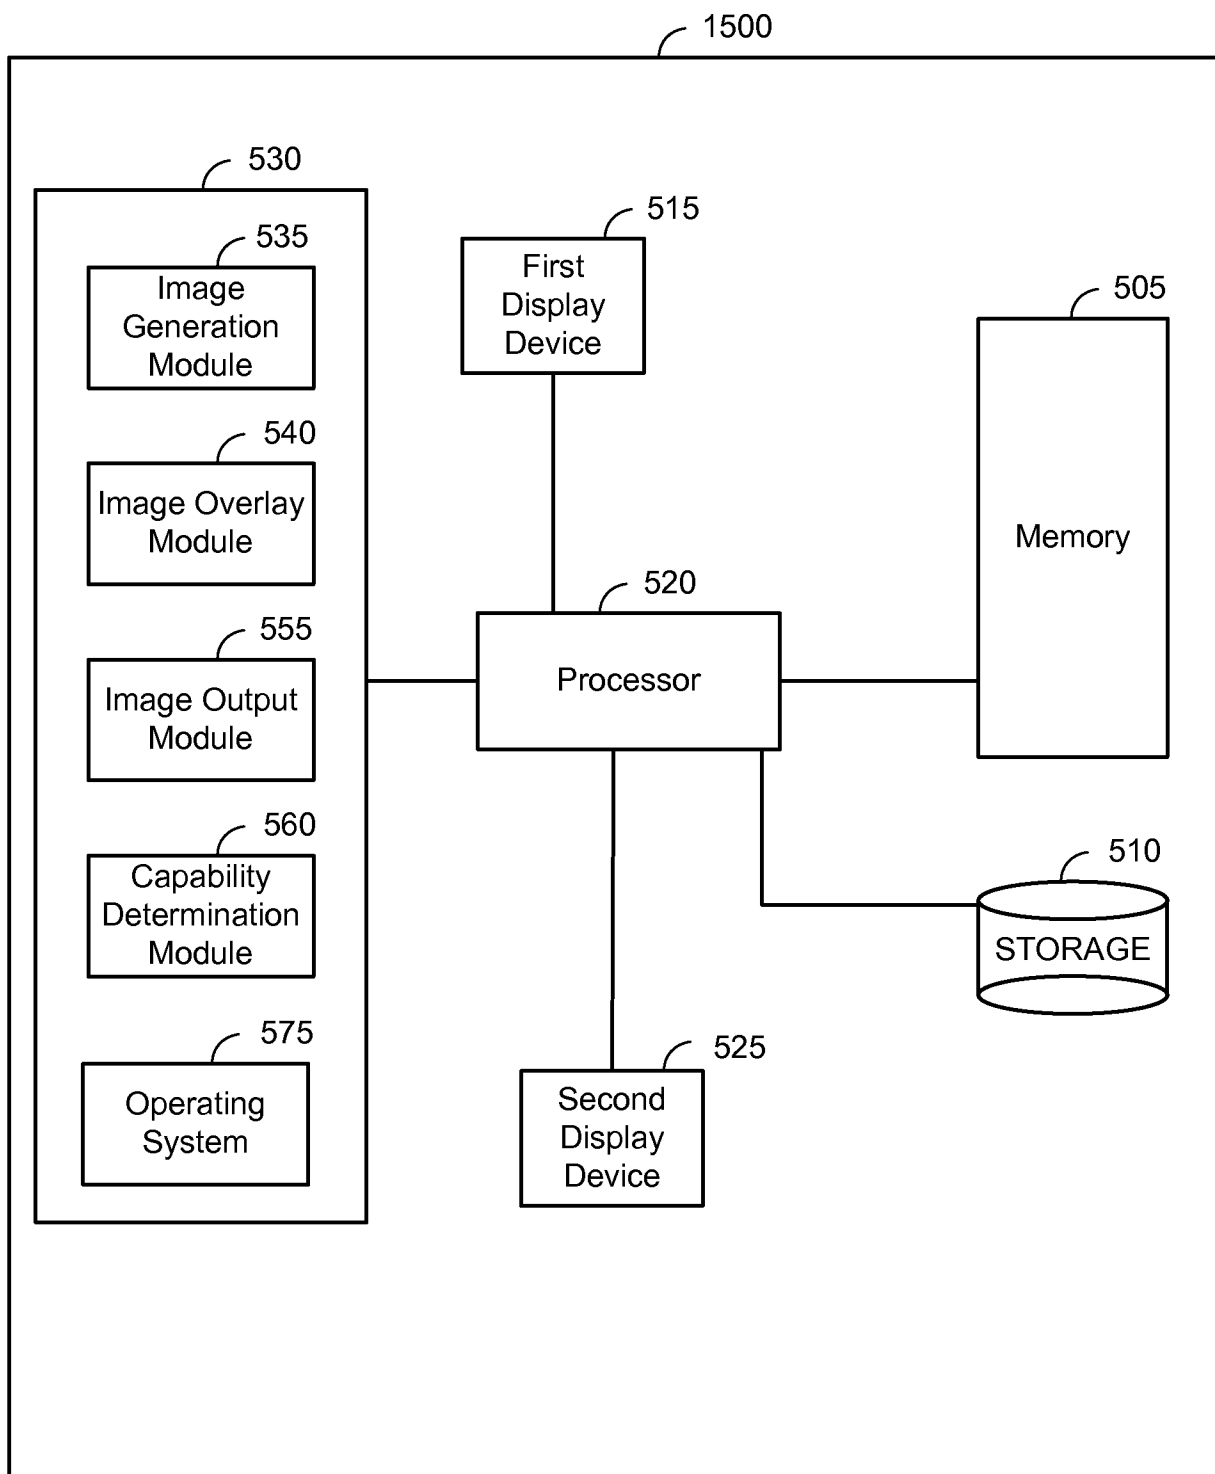 1500
530
535
Image
Generation
Module
540
Image Overlay
Module
555
Image Output
Module
560
Capability
Determination
Module
575
Operating
System
515
First
Display
Device
520
Processor
525
Second
Display
Device
505
Memory
510
STORAGE